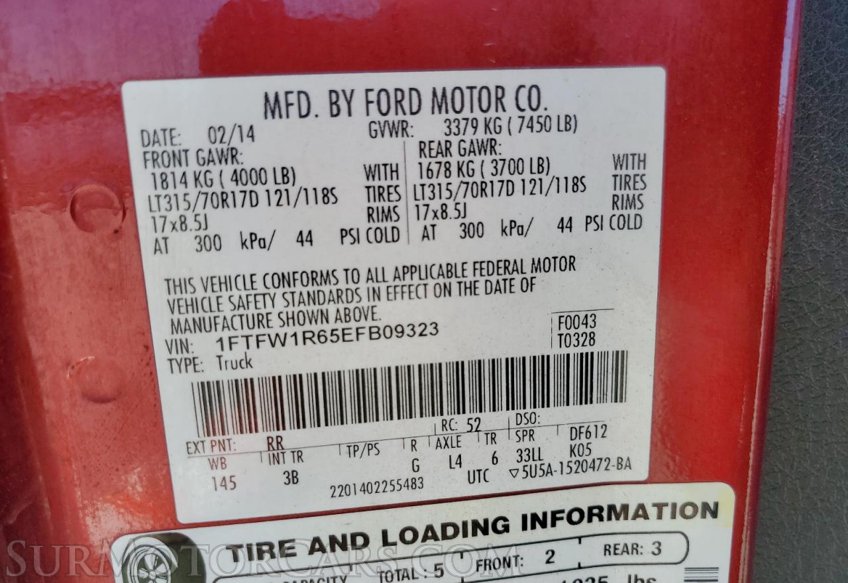 MFD. BY FORD MOTOR CO.
DATE: 02/14 GVWR: 3379 KG ( 7450 LB)
FRONT GAWR: REAR GAWR:
1814 KG ( 4000 LB) WITH 1678 KG ( 3700 LB) WITH
LT315/70R17D 121/118S TIRES LT315/70R17D 121/118S TIRES
17x8.5J RIMS 17x8.5J RIMS
AT 300 kPa/ 44 PSI COLD AT 300 kPa/ 44 PSI COLD
THIS VEHICLE CONFORMS TO ALL APPLICABLE FEDERAL MOTOR
VEHICLE SAFETY STANDARDS IN EFFECT ON THE DATE OF
MANUFACTURE SHOWN ABOVE.
VIN: 1FTFW1R65EFB09323 F0043
TYPE: Truck T0328
EXT PNT: RR RC: 52 DSO:
WB INT TR TP/PS R AXLE TR SPR DF612
145 3B G L4 6 33LL K05
2201402255483 UTC ▽5U5A-1520472-BA
TIRE AND LOADING INFORMATION
CAPACITY TOTAL: 5 FRONT: 2 REAR: 3
lbs
SurMotorCars.com